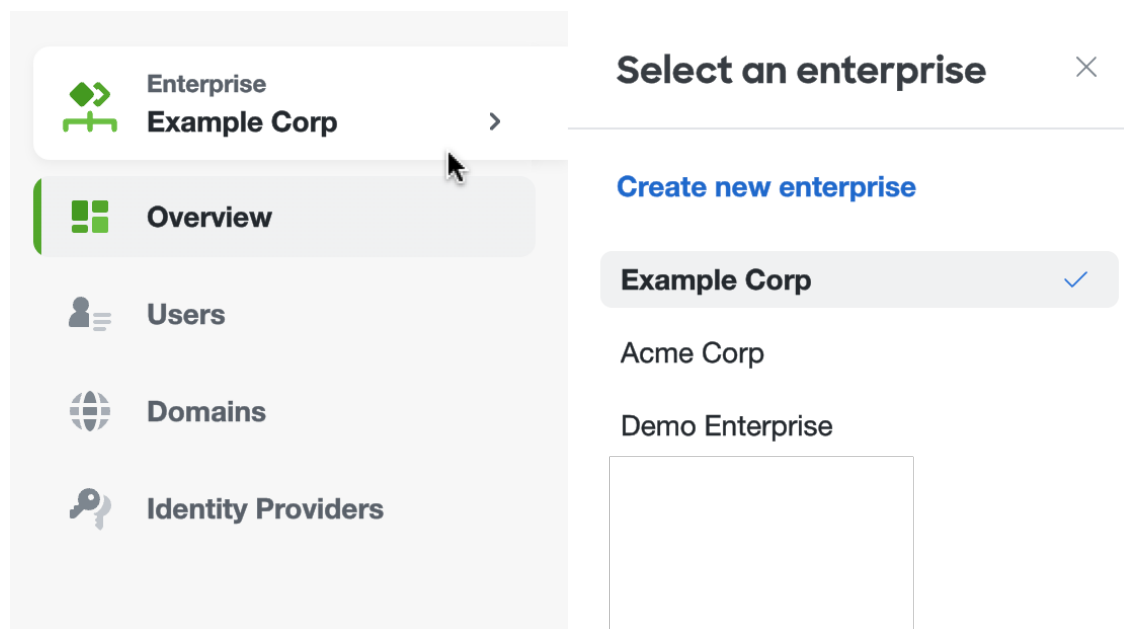 Enterprise
Example Corp
Overview
Users
Domains
Identity Providers
Select an enterprise
Create new enterprise
Example Corp
Acme Corp
Demo Enterprise